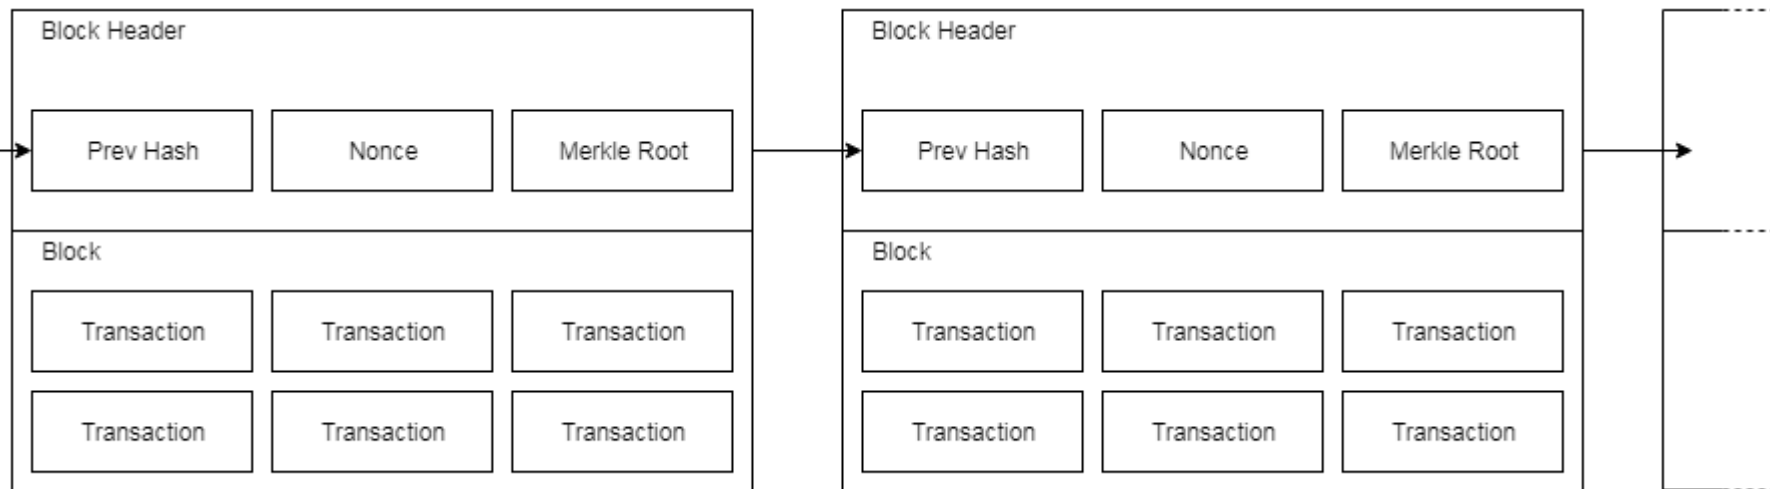 Block Header
Prev Hash
Nonce
Merkle Root
Block
Transaction
Transaction
Transaction
Transaction
Transaction
Transaction
Block Header
Prev Hash
Nonce
Merkle Root
Block
Transaction
Transaction
Transaction
Transaction
Transaction
Transaction